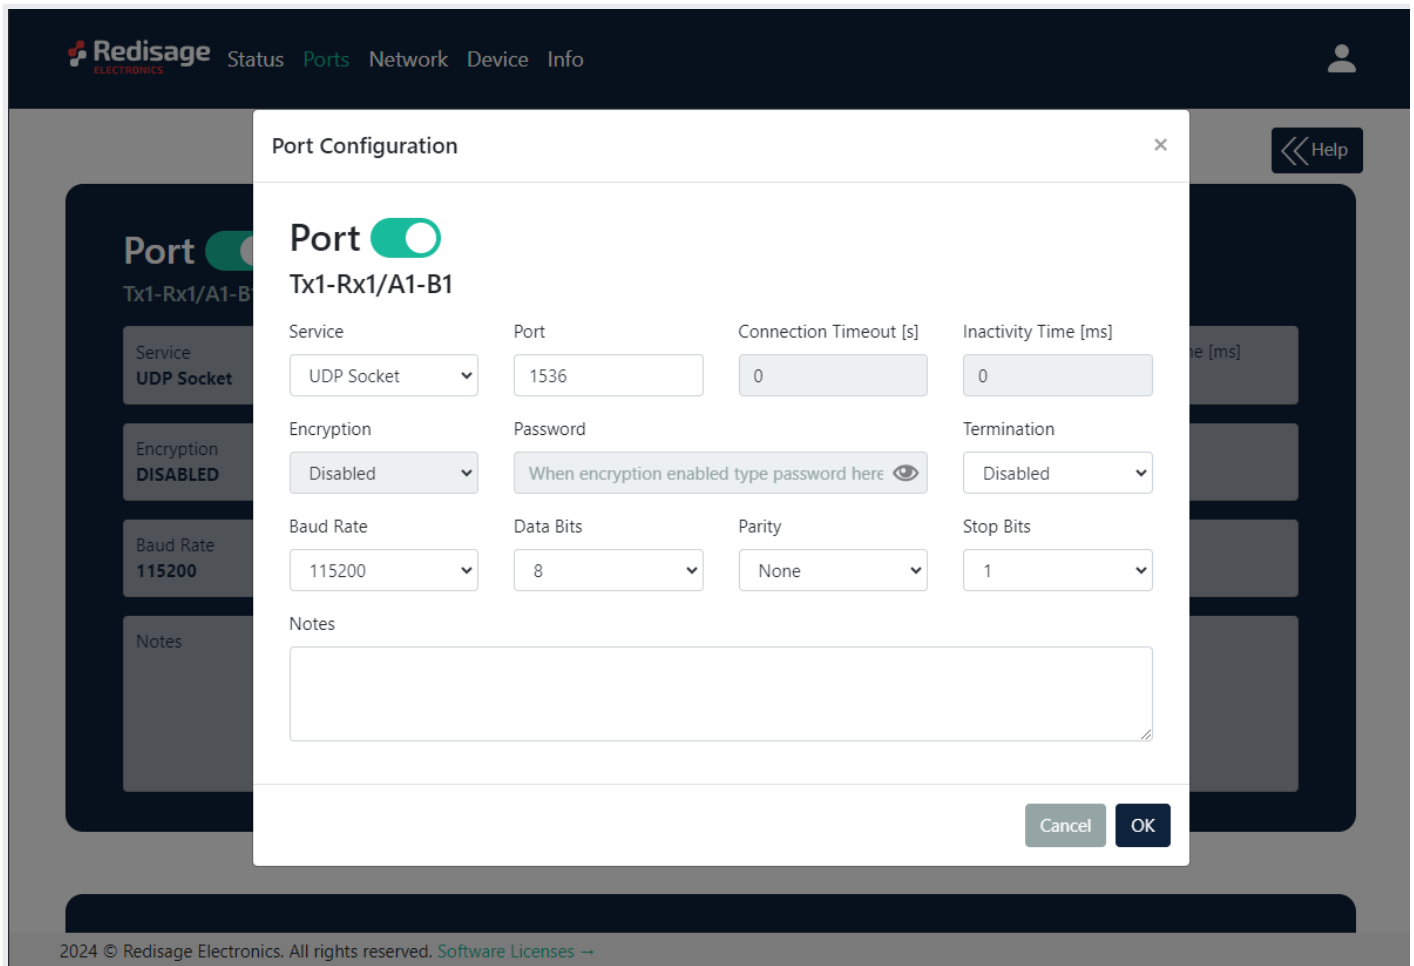 Redisage
ELECTRONICS
Status Ports Network Device Info
Port Configuration
×
Help
Port
Tx1-Rx1/A1-B
Service
UDP Socket
Encryption
DISABLED
Baud Rate
115200
Notes
Port
Tx1-Rx1/A1-B1
Service Port Connection Timeout [s] Inactivity Time [ms]
UDP Socket 1536 0 0
Encryption Password Termination
Disabled When encryption enabled type password here Disabled
Baud Rate Data Bits Parity Stop Bits
115200 8 None 1
Notes
Cancel OK
[ms]
2024 © Redisage Electronics. All rights reserved. Software Licenses →